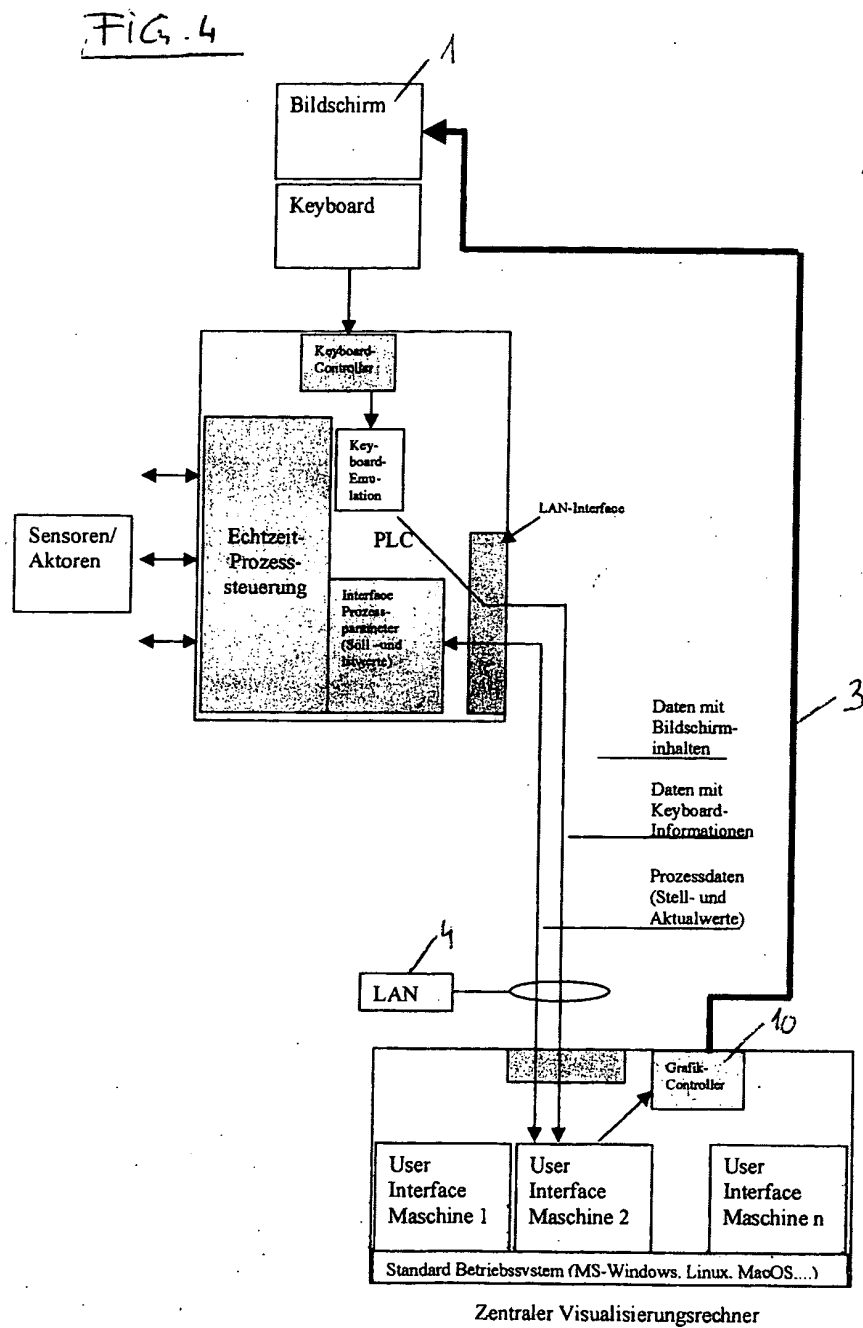 FiG. 4
1
Bildschirm
Keyboard
Keyboard-
Controller
Key-
board-
Emu-
lation
LAN-Interface
PLC
Sensoren/
Aktoren
Echtzeit-
Prozess-
steuerung
Interface
Prozess-
parameter
(Soll -und
Istwerte)
3
Daten mit
Bildschirm-
inhalten
Daten mit
Keyboard-
Informationen
Prozessdaten
(Stell- und
Aktualwerte)
4
LAN
10
Grafik-
Controller
User
Interface
Maschine 1
User
Interface
Maschine 2
User
Interface
Maschine n
Standard Betriebssystem (MS-Windows, Linux, MacOS,...)
Zentraler Visualisierungsrechner